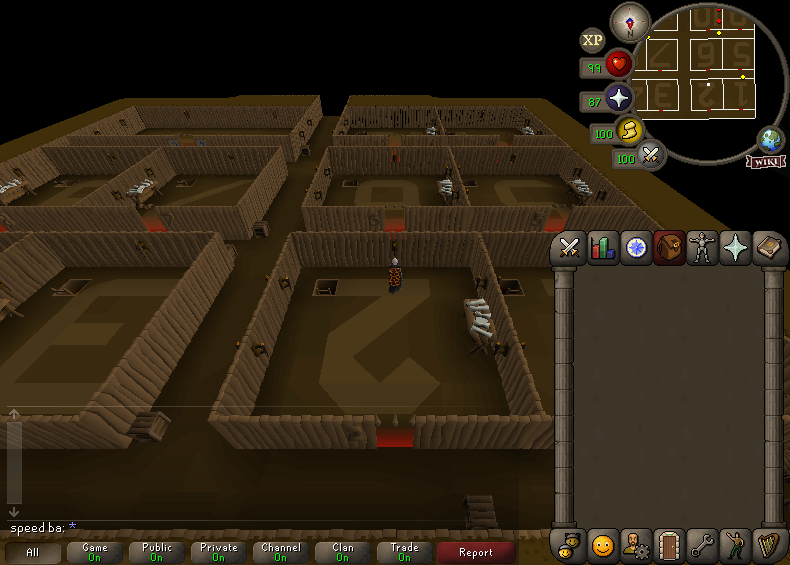 XP
N
99
87
100
100
WIKI
speed ba: *
All
Game
On
Public
On
Private
On
Channel
On
Clan
On
Trade
On
Report